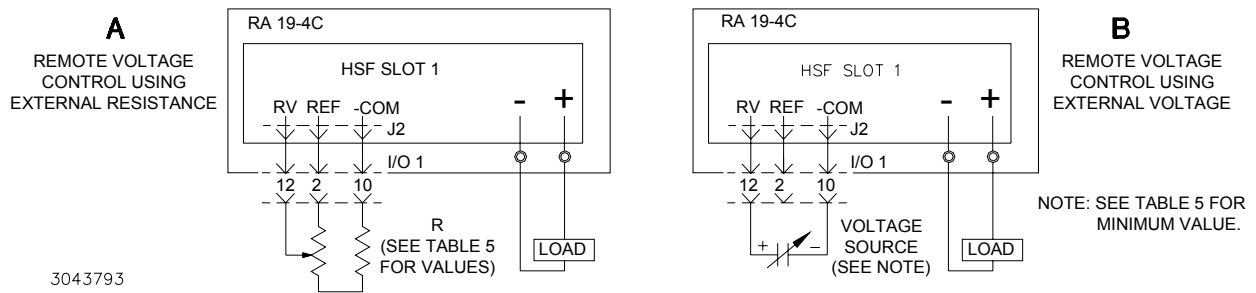 A
REMOTE VOLTAGE
CONTROL USING
EXTERNAL RESISTANCE
RA 19-4C
HSF SLOT 1
RV REF -COM
- +
J2
I/O 1
12 2 10
R
(SEE TABLE 5
FOR VALUES)
LOAD
3043793
RA 19-4C
HSF SLOT 1
RV REF -COM
- +
J2
I/O 1
12 2 10
+ -
VOLTAGE
SOURCE
(SEE NOTE)
LOAD
B
REMOTE VOLTAGE
CONTROL USING
EXTERNAL VOLTAGE
NOTE: SEE TABLE 5 FOR
MINIMUM VALUE.